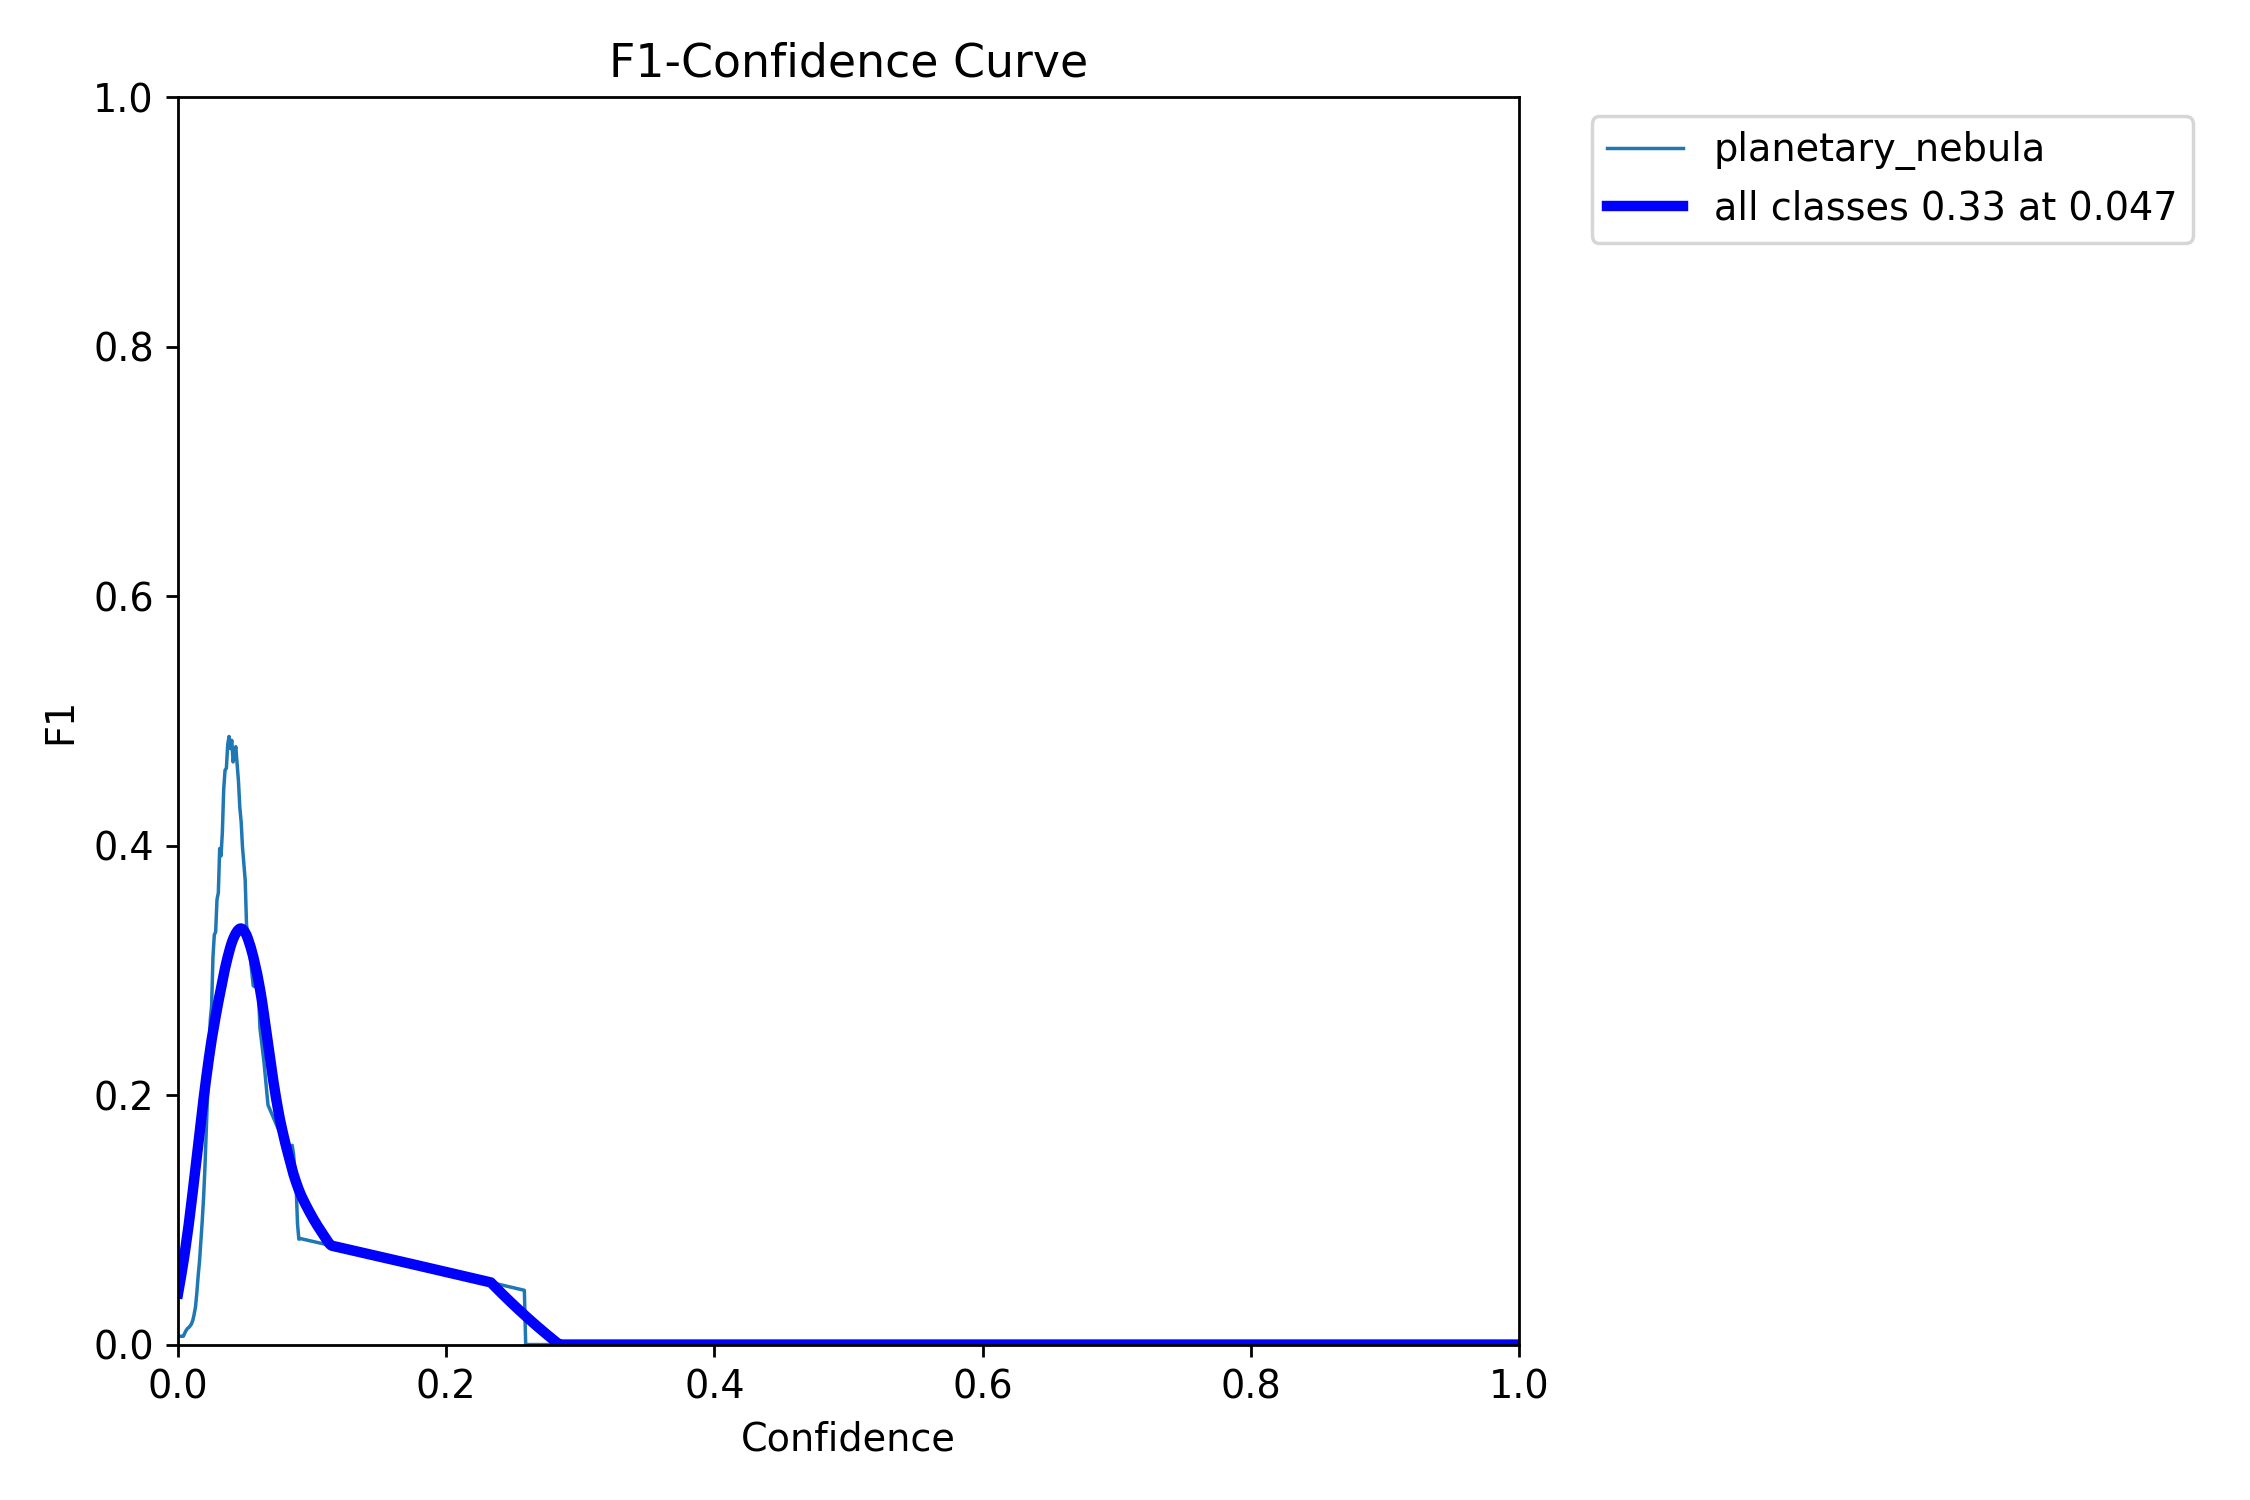 F1-Confidence Curve
1.0
0.8
0.6
0.4
0.2
0.0
F1
0.0 0.2 0.4 0.6 0.8 1.0
Confidence
planetary_nebula
all classes 0.33 at 0.047